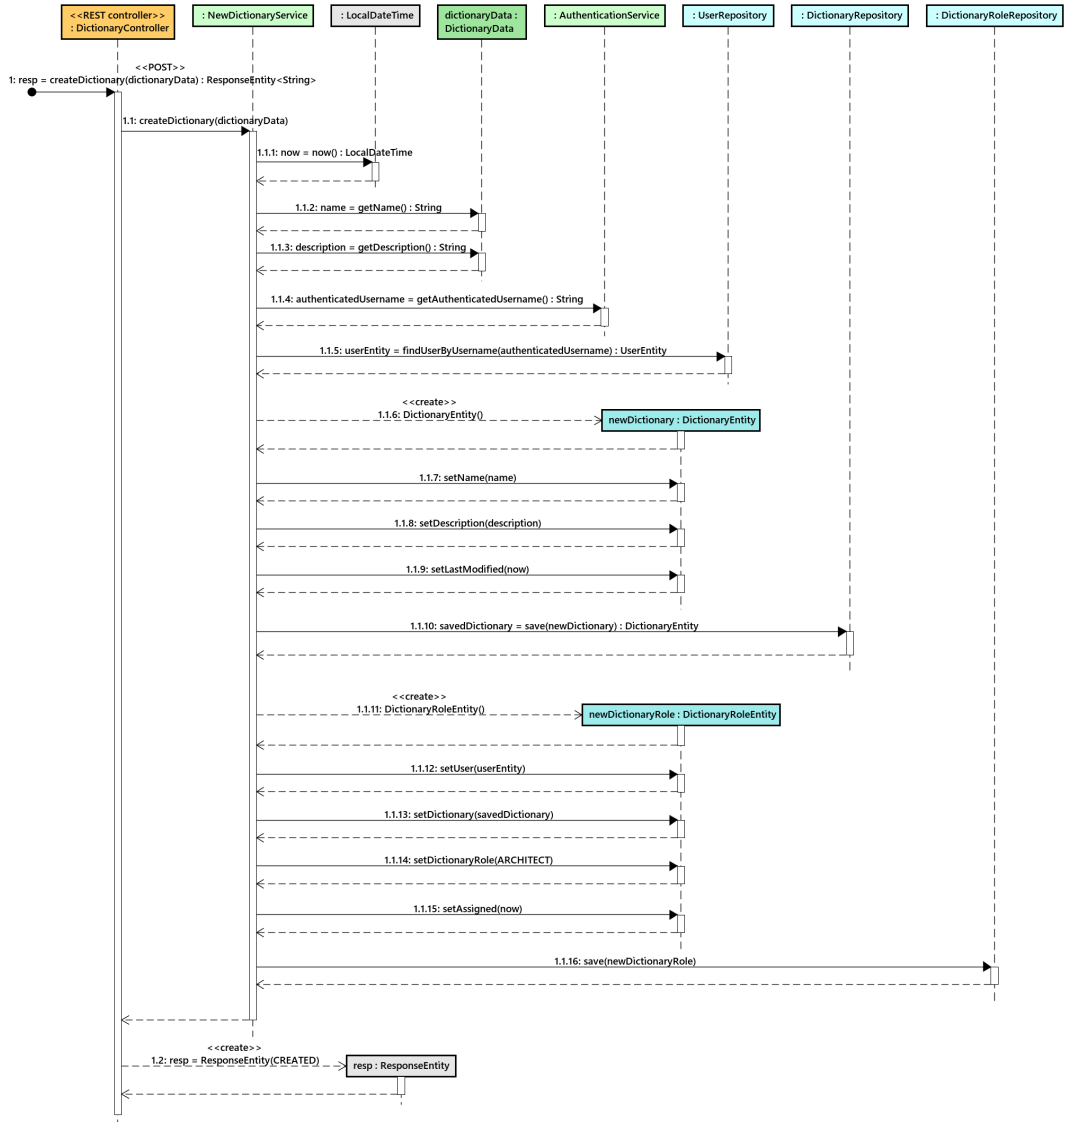 <<REST controller>>
: DictionaryController
: NewDictionaryService
: LocalDateTime
dictionaryData :
DictionaryData
: AuthenticationService
: UserRepository
: DictionaryRepository
: DictionaryRoleRepository
<<POST>>
1: resp = createDictionary(dictionaryData) : ResponseEntity<String>
1.1: createDictionary(dictionaryData)
1.1.1: now = now() : LocalDateTime
1.1.2: name = getName() : String
1.1.3: description = getDescription() : String
1.1.4: authenticatedUsername = getAuthenticatedUsername() : String
1.1.5: userEntity = findUserByUsername(authenticatedUsername) : UserEntity
<<create>>
1.1.6: DictionaryEntity()
newDictionary : DictionaryEntity
1.1.7: setName(name)
1.1.8: setDescription(description)
1.1.9: setLastModified(now)
1.1.10: savedDictionary = save(newDictionary) : DictionaryEntity
<<create>>
1.1.11: DictionaryRoleEntity()
newDictionaryRole : DictionaryRoleEntity
1.1.12: setUser(userEntity)
1.1.13: setDictionary(savedDictionary)
1.1.14: setDictionaryRole(ARCHITECT)
1.1.15: setAssigned(now)
1.1.16: save(newDictionaryRole)
<<create>>
1.2: resp = ResponseEntity(CREATED)
resp : ResponseEntity